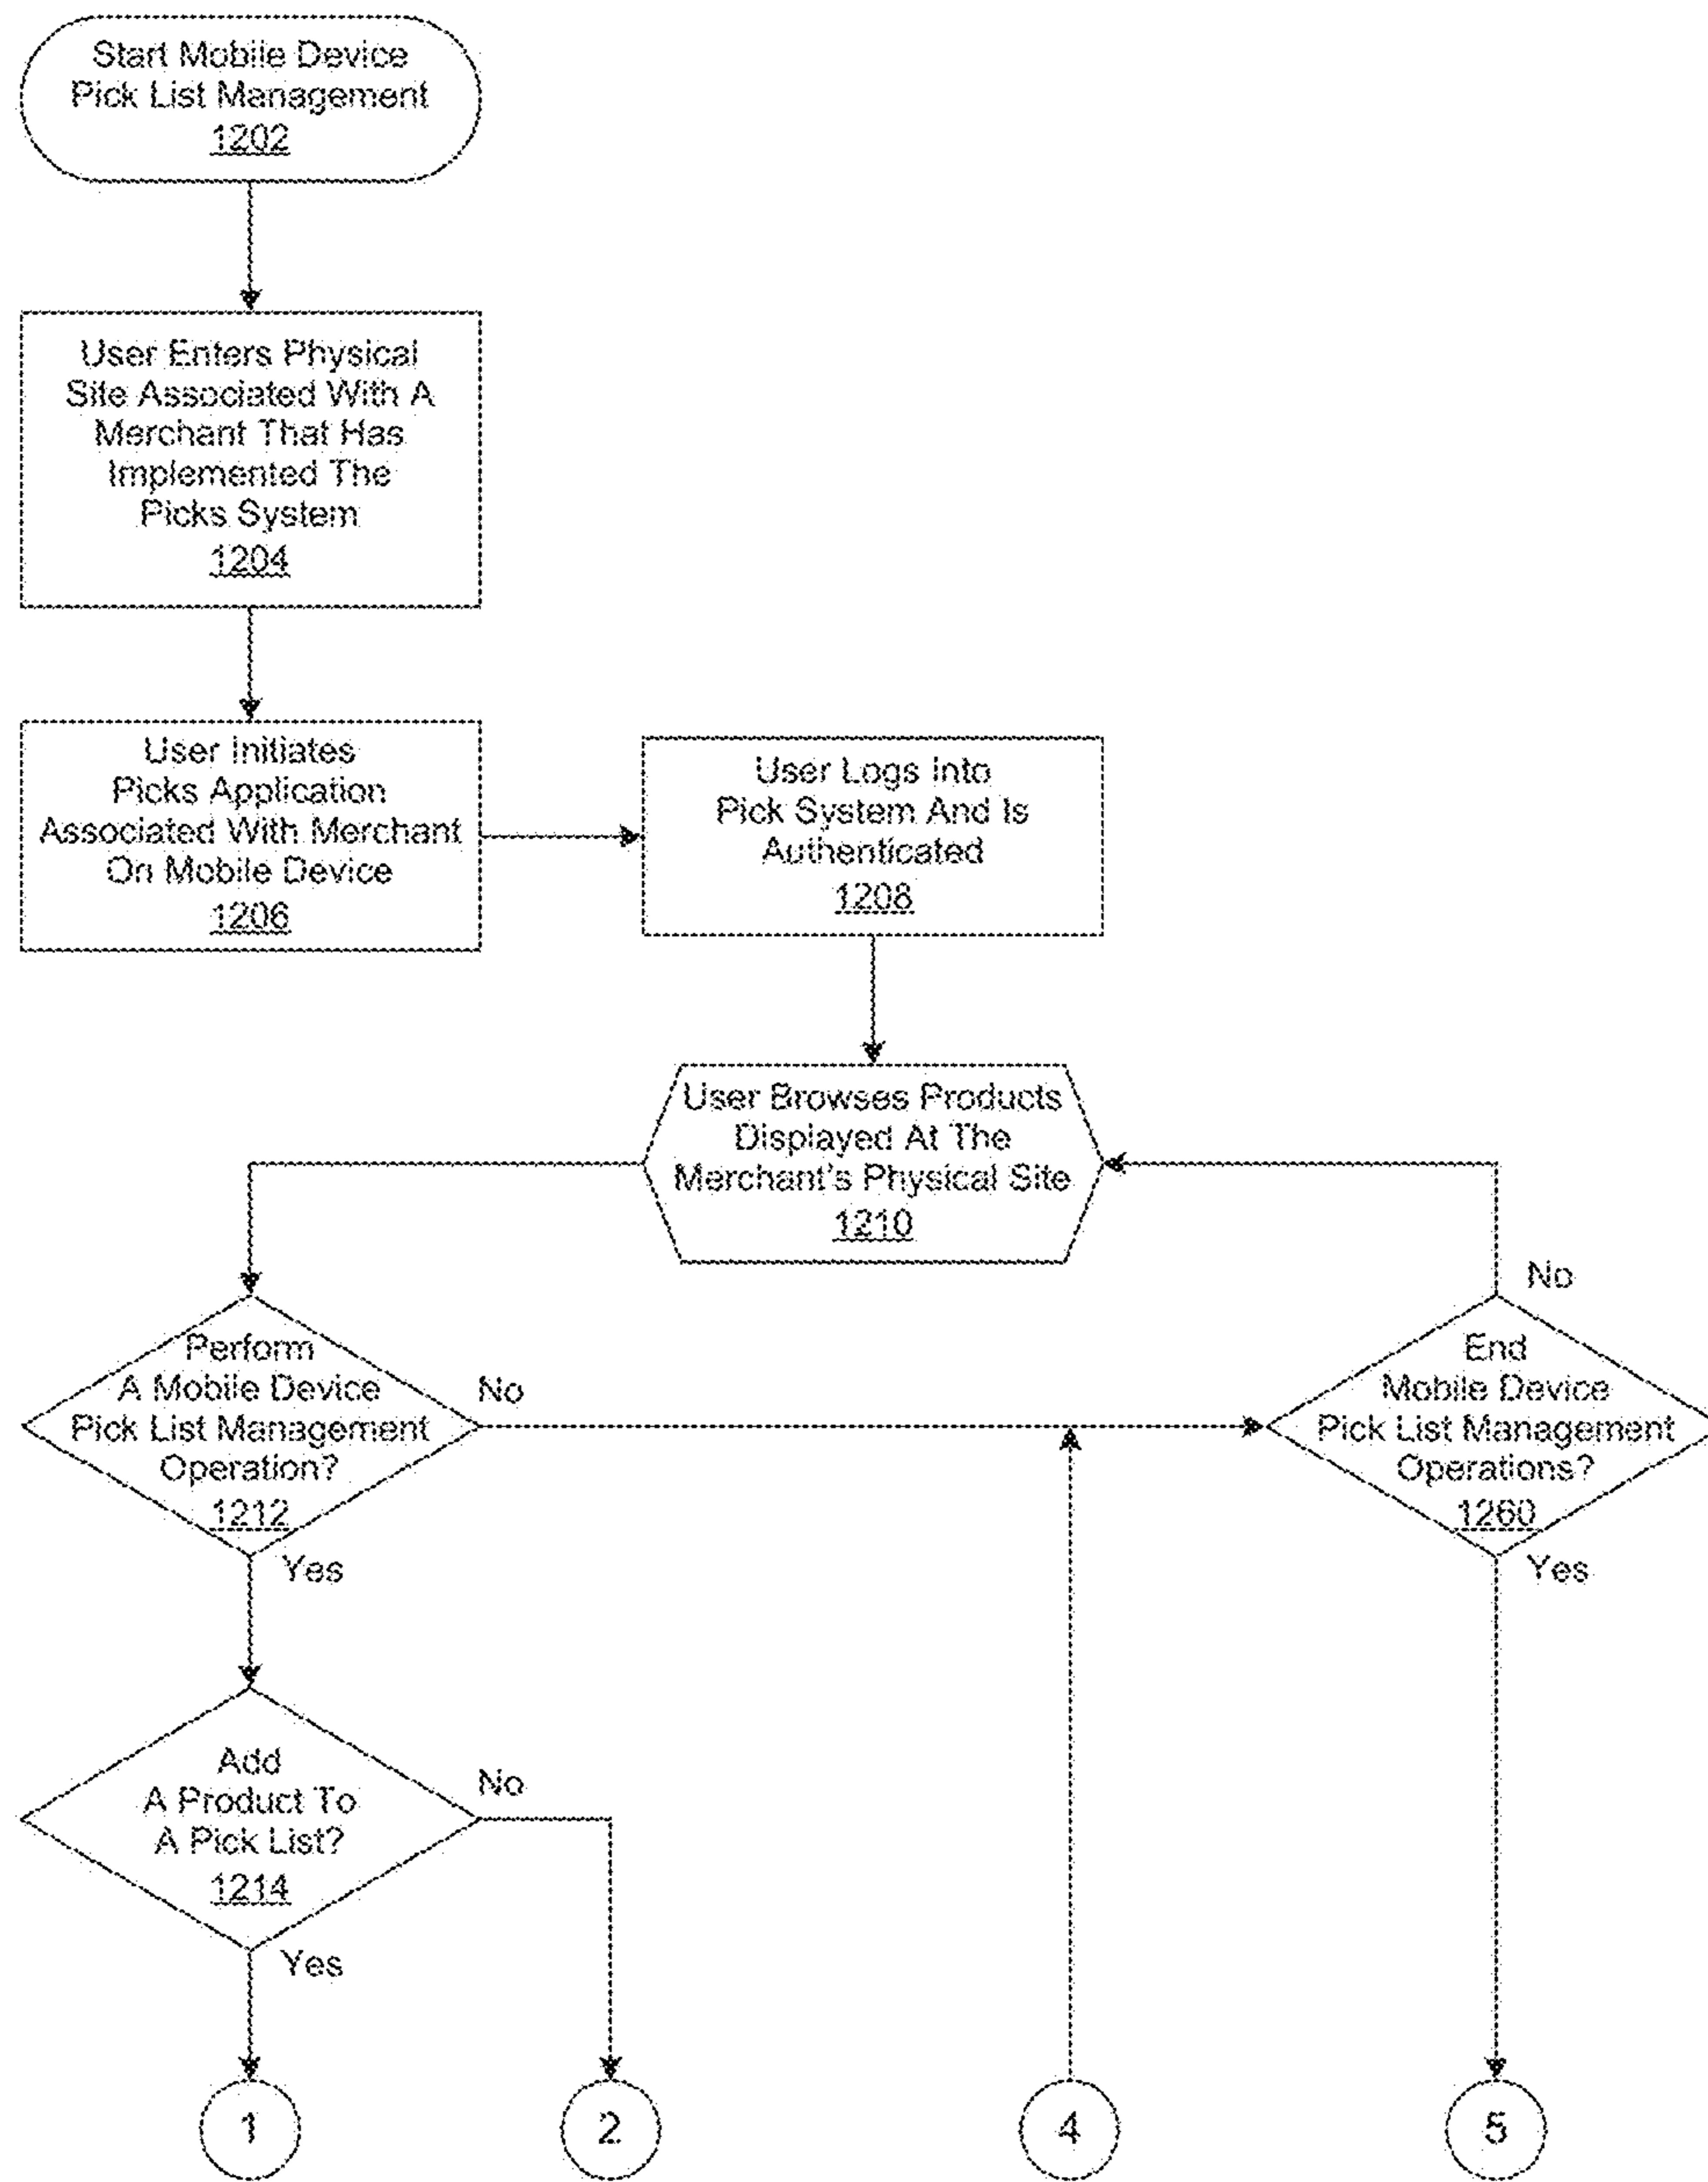 Start Mobile Device
Pick List Management
1202
User Enters Physical
Site Associated With A
Merchant That Has
Implemented The
Picks System
1204
User Initiates
Picks Application
Associated With Merchant
On Mobile Device
1206
User Logs Into
Pick System And Is
Authenticated
1208
User Browses Products
Displayed At The
Merchant's Physical Site
1210
Perform
A Mobile Device
Pick List Management
Operation?
1212
No
Yes
End
Mobile Device
Pick List Management
Operations?
1260
No
Yes
Add
A Product To
A Pick List?
1214
No
Yes
1
2
4
5